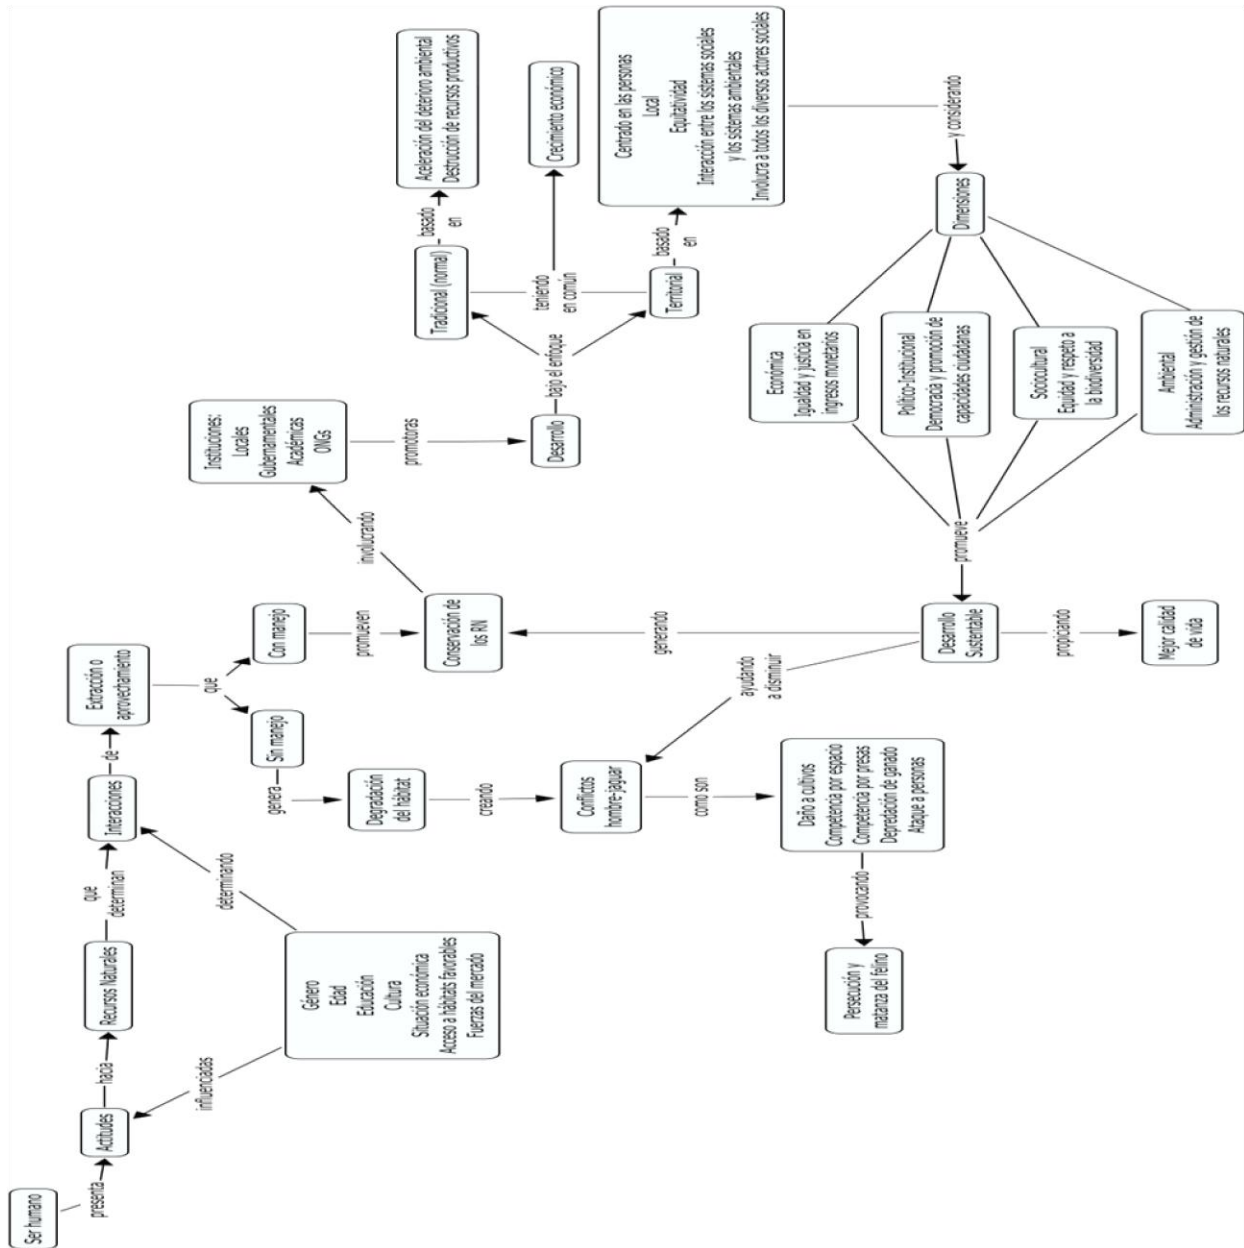 Ser humano
presenta
Actitudes
hacia
Recursos Naturales
que
determinan
Interacciones
de
Extracción o
aprovechamiento
influenciadas
Género
Edad
Educación
Cultura
Situación económica
Acceso a hábitats favorables
Fuerzas del mercado
determinando
que
Sin manejo
Con manejo
genera
promueven
Degradación
del hábitat
creando
Conservación de
los RN
involucrando
Instituciones:
Locales
Gubernamentales
Académicas
ONGs
promotoras
Desarrollo
bajo el enfoque
Tradicional (normal)
basado
en
Aceleración del deterioro ambiental
Destrucción de recursos productivos
teniendo
en común
Crecimiento económico
Territorial
basado
en
Centrado en las personas
Local
Equitatividad
Interacción entre los sistemas sociales
y los sistemas ambientales
Involucra a todos los diversos actores sociales
y considerando
Dimensiones
Económica
Igualdad y justicia en
ingresos monetarios
Político-Institucional
Democracia y promoción de
capacidades ciudadanas
Sociocultural
Equidad y respeto a
la biodiversidad
Ambiental
Administración y gestión de
los recursos naturales
promueve
Desarrollo
Sustentable
generando
ayudando
a disminuir
propiciando
Mejor calidad
de vida
Conflictos
hombre-jaguar
como son
Daño a cultivos
Competencia por espacio
Competencia por presas
Depredación de ganado
Ataque a personas
provocando
Persecución y
matanza del felino